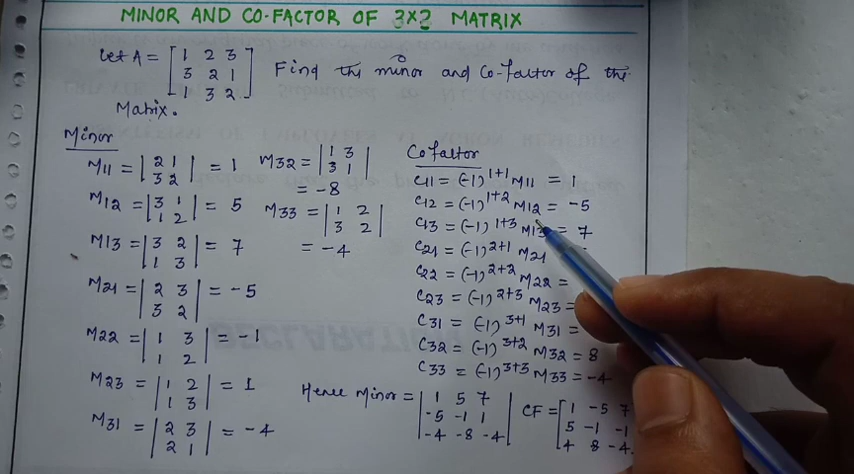 MINOR AND CO-FACTOR OF 3×2 MATRIX
Let A = [ 1 2 3
3 2 1
1 3 2 ] Find the minor and co-factor of the
Matrix.
Minor
M11 = | 2 1
3 2 | = 1
M12 = | 3 1
1 2 | = 5
M13 = | 3 2
1 3 | = 7
M21 = | 2 3
3 2 | = -5
M22 = | 1 3
1 2 | = -1
M23 = | 1 2
1 3 | = 1
M31 = | 2 3
2 1 | = -4
M32 = | 1 3
3 1 |
= -8
M33 = | 1 2
3 2 |
= -4
Cofactor
C11 = (-1)^1+1 M11 = 1
C12 = (-1)^1+2 M12 = -5
C13 = (-1)^1+3 M13 = 7
C21 = (-1)^2+1 M21
C22 = (-1)^2+2 M22 =
C23 = (-1)^2+3 M23 =
C31 = (-1)^3+1 M31 =
C32 = (-1)^3+2 M32 = 8
C33 = (-1)^3+3 M33 = -4
Hence Minor = | 1 5 7
-5 -1 1
-4 -8 -4 |
CF = [ 1 -5 7
5 -1 -1
4 8 -4